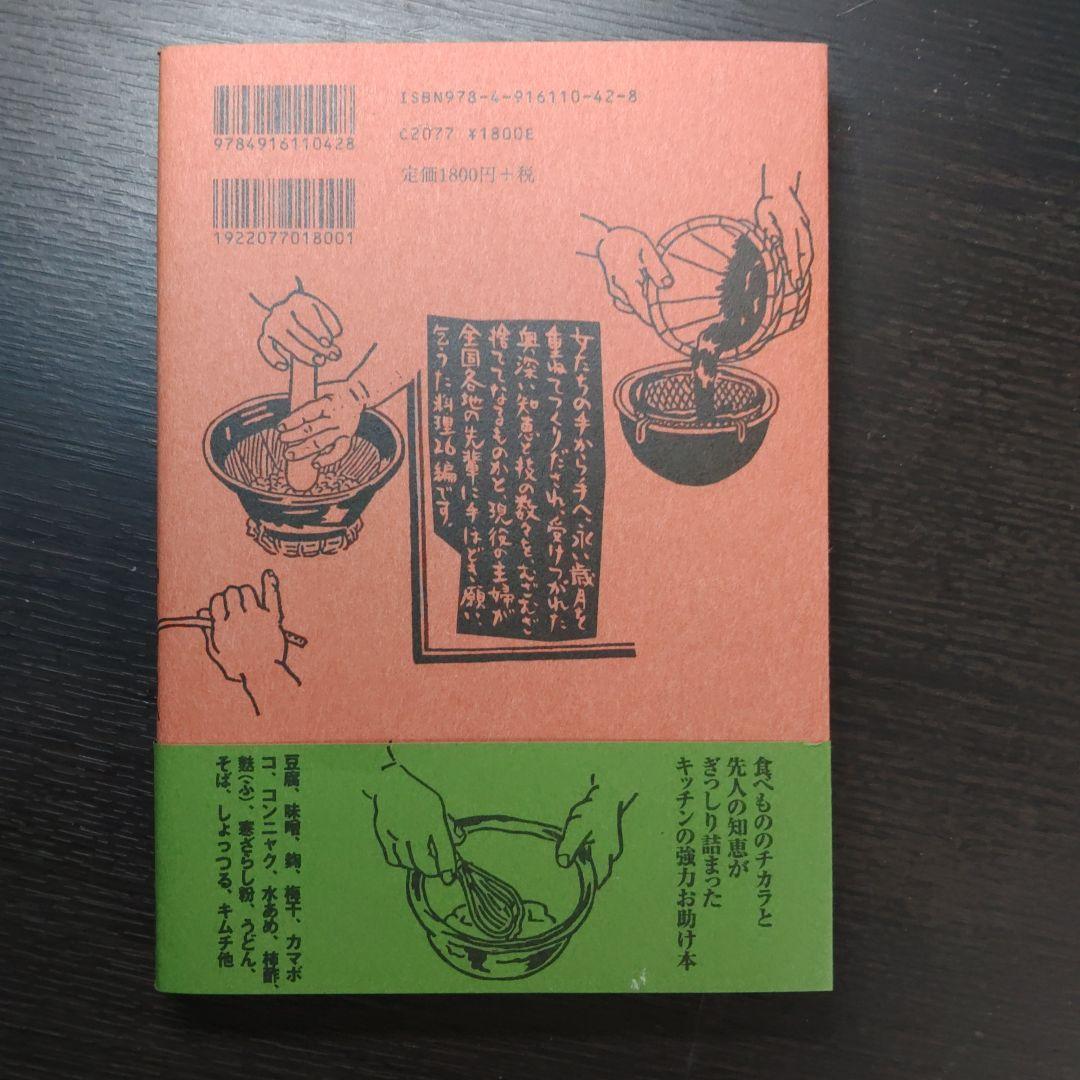 ISBN978-4-916110-42-8
9784916110428
C2077 ¥1800E
定価1800円+税
1922077018001
女たちの手から手へ、永い歳月を
重ねてつくりだされ、受けつがれた
奥深い知恵と技の数々を、むざむざ
捨ててなるものかと、現役の主婦が
全国各地の先輩に手ほどき願い、
乞うた料理26編です。
食べもののチカラと
先人の知恵が
ぎっしり詰まった
キッチンの強力お助け本
豆腐、味噌、麹、梅干、カマボ
コ、コンニャク、水あめ、柿酢、
麩(ふ)、寒ざらし粉、うどん、
そば、しょっつる、キムチ他